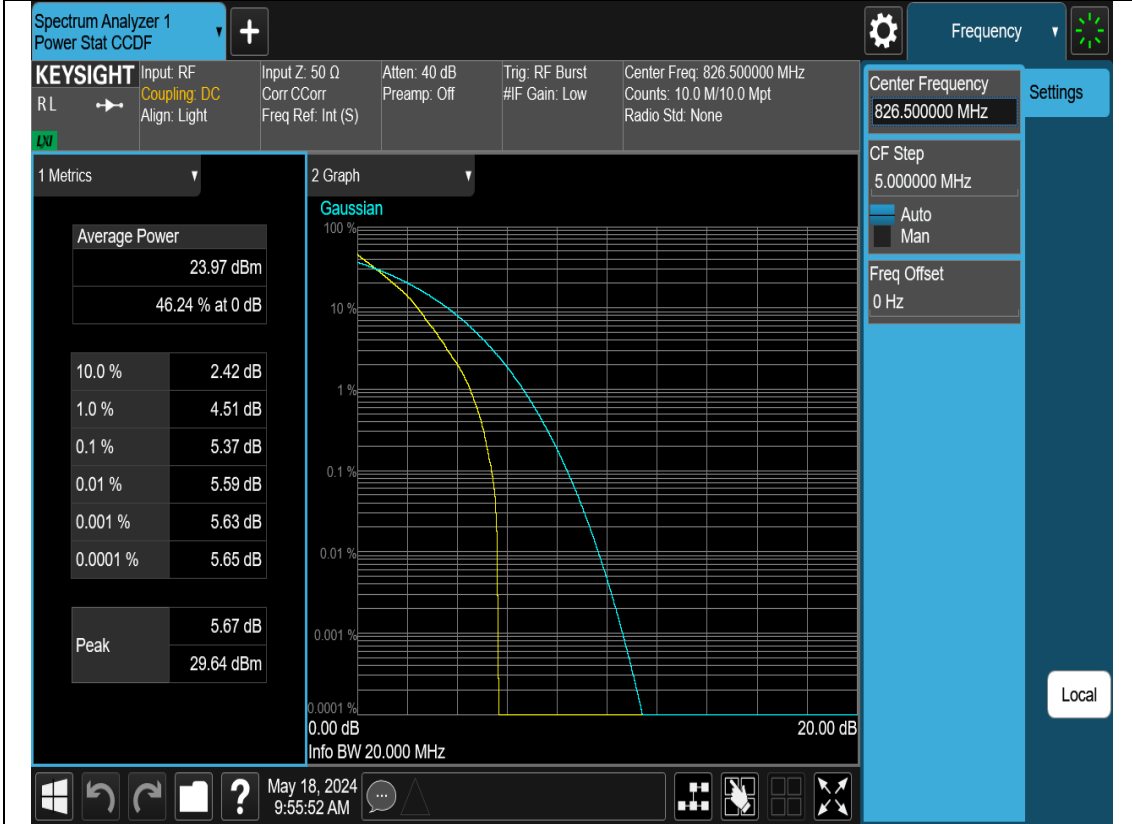 Spectrum Analyzer 1
Power Stat CCDF
Frequency
KEYSIGHT
RL
LXI
Input: RF
Coupling: DC
Align: Light
Input Z: 50 Ω
Corr CCorr
Freq Ref: Int (S)
Atten: 40 dB
Preamp: Off
Trig: RF Burst
#IF Gain: Low
Center Freq: 826.500000 MHz
Counts: 10.0 M/10.0 Mpt
Radio Std: None
Center Frequency
826.500000 MHz
Settings
CF Step
5.000000 MHz
Auto
Man
Freq Offset
0 Hz
1 Metrics
Average Power
23.97 dBm
46.24 % at 0 dB
10.0 % 2.42 dB
1.0 % 4.51 dB
0.1 % 5.37 dB
0.01 % 5.59 dB
0.001 % 5.63 dB
0.0001 % 5.65 dB
Peak 5.67 dB
29.64 dBm
2 Graph
Gaussian
100 %
10 %
1 %
0.1 %
0.01 %
0.001 %
0.0001 %
0.00 dB 20.00 dB
Info BW 20.000 MHz
Local
?
May 18, 2024
9:55:52 AM